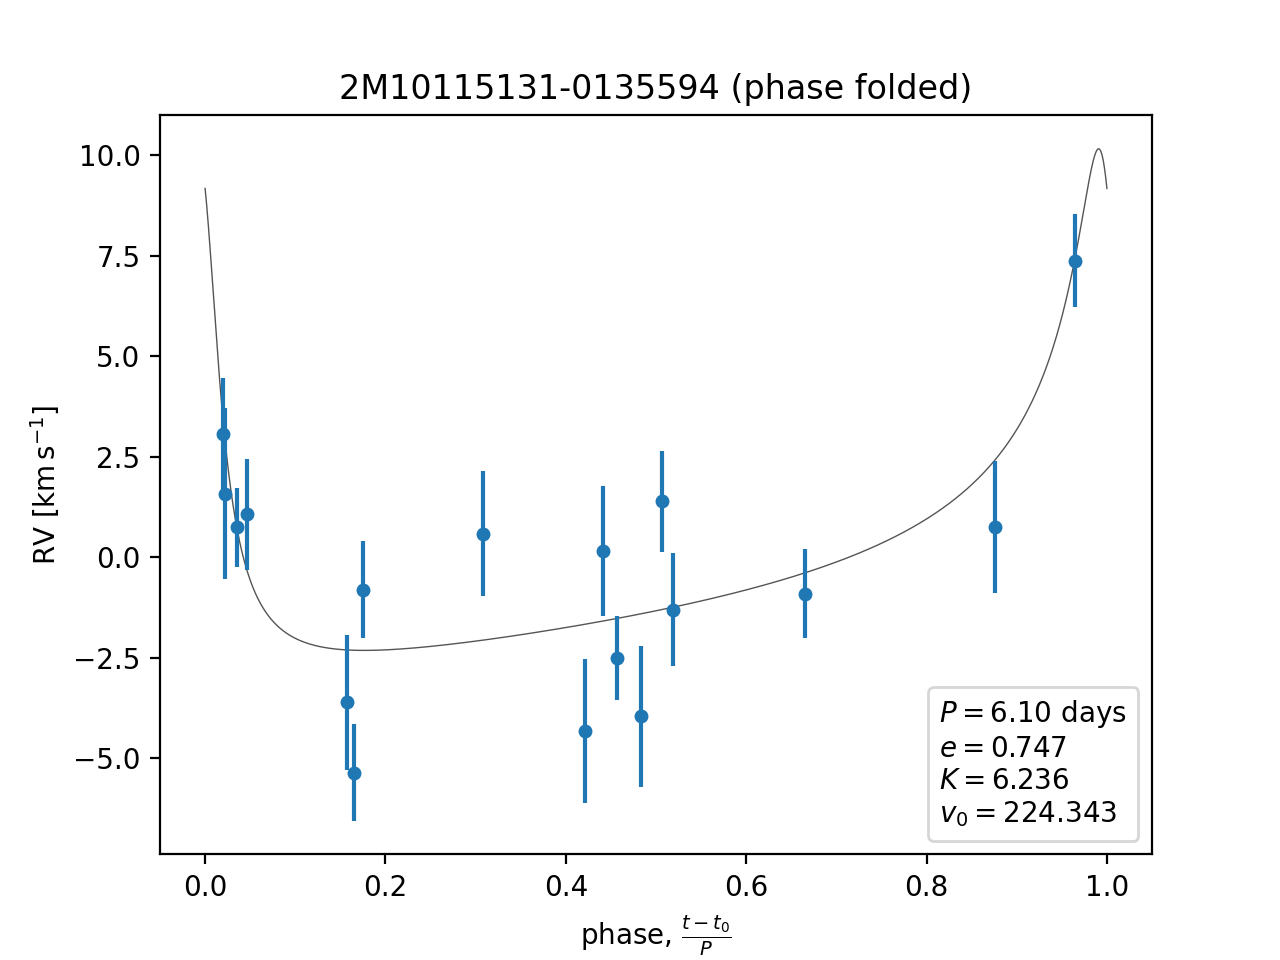 2M10115131-0135594 (phase folded)
RV [km s⁻¹]
10.0
7.5
5.0
2.5
0.0
−2.5
−5.0
P = 6.10 days
e = 0.747
K = 6.236
v₀ = 224.343
0.0 0.2 0.4 0.6 0.8 1.0
phase, (t − t₀)/P